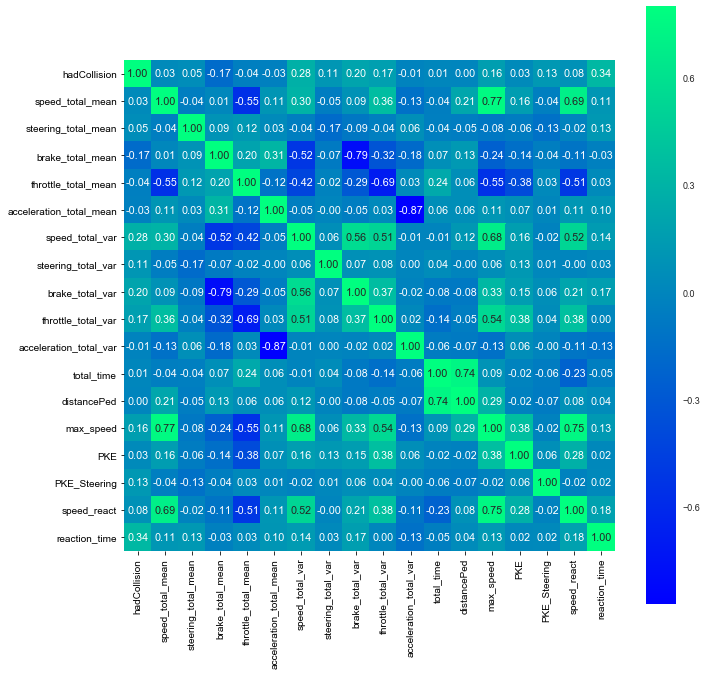 hadCollision 1.00 0.03 0.05 -0.17 -0.04 -0.03 0.28 0.11 0.20 0.17 -0.01 0.01 0.00 0.16 0.03 0.13 0.08 0.34
speed_total_mean 0.03 1.00 -0.04 0.01 -0.55 0.11 0.30 -0.05 0.09 0.36 -0.13 -0.04 0.21 0.77 0.16 -0.04 0.69 0.11
steering_total_mean 0.05 -0.04 1.00 0.09 0.12 0.03 -0.04 -0.17 -0.09 -0.04 0.06 -0.04 -0.05 -0.08 -0.06 -0.13 -0.02 0.13
brake_total_mean -0.17 0.01 0.09 1.00 0.20 0.31 -0.52 -0.07 -0.79 -0.32 -0.18 0.07 0.13 -0.24 -0.14 -0.04 -0.11 -0.03
throttle_total_mean -0.04 -0.55 0.12 0.20 1.00 -0.12 -0.42 -0.02 -0.29 -0.69 0.03 0.24 0.06 -0.55 -0.38 0.03 -0.51 0.03
acceleration_total_mean -0.03 0.11 0.03 0.31 -0.12 1.00 -0.05 -0.00 -0.05 0.03 -0.87 0.06 0.06 0.11 0.07 0.01 0.11 0.10
speed_total_var 0.28 0.30 -0.04 -0.52 -0.42 -0.05 1.00 0.06 0.56 0.51 -0.01 -0.01 0.12 0.68 0.16 -0.02 0.52 0.14
steering_total_var 0.11 -0.05 -0.17 -0.07 -0.02 -0.00 0.06 1.00 0.07 0.08 0.00 0.04 -0.00 0.06 0.13 0.01 -0.00 0.03
brake_total_var 0.20 0.09 -0.09 -0.79 -0.29 -0.05 0.56 0.07 1.00 0.37 -0.02 -0.08 -0.08 0.33 0.15 0.06 0.21 0.17
throttle_total_var 0.17 0.36 -0.04 -0.32 -0.69 0.03 0.51 0.08 0.37 1.00 0.02 -0.14 -0.05 0.54 0.38 0.04 0.38 0.00
acceleration_total_var -0.01 -0.13 0.06 -0.18 0.03 -0.87 -0.01 0.00 -0.02 0.02 1.00 -0.06 -0.07 -0.13 0.06 -0.00 -0.11 -0.13
total_time 0.01 -0.04 -0.04 0.07 0.24 0.06 -0.01 0.04 -0.08 -0.14 -0.06 1.00 0.74 0.09 -0.02 -0.06 -0.23 -0.05
distancePed 0.00 0.21 -0.05 0.13 0.06 0.06 0.12 -0.00 -0.08 -0.05 -0.07 0.74 1.00 0.29 -0.02 -0.07 0.08 0.04
max_speed 0.16 0.77 -0.08 -0.24 -0.55 0.11 0.68 0.06 0.33 0.54 -0.13 0.09 0.29 1.00 0.38 -0.02 0.75 0.13
PKE 0.03 0.16 -0.06 -0.14 -0.38 0.07 0.16 0.13 0.15 0.38 0.06 -0.02 -0.02 0.38 1.00 0.06 0.28 0.02
PKE_Steering 0.13 -0.04 -0.13 -0.04 0.03 0.01 -0.02 0.01 0.06 0.04 -0.00 -0.06 -0.07 -0.02 0.06 1.00 -0.02 0.02
speed_react 0.08 0.69 -0.02 -0.11 -0.51 0.11 0.52 -0.00 0.21 0.38 -0.11 -0.23 0.08 0.75 0.28 -0.02 1.00 0.18
reaction_time 0.34 0.11 0.13 -0.03 0.03 0.10 0.14 0.03 0.17 0.00 -0.13 -0.05 0.04 0.13 0.02 0.02 0.18 1.00
hadCollision
speed_total_mean
steering_total_mean
brake_total_mean
throttle_total_mean
acceleration_total_mean
speed_total_var
steering_total_var
brake_total_var
throttle_total_var
acceleration_total_var
total_time
distancePed
max_speed
PKE
PKE_Steering
speed_react
reaction_time
0.6
0.3
0.0
-0.3
-0.6